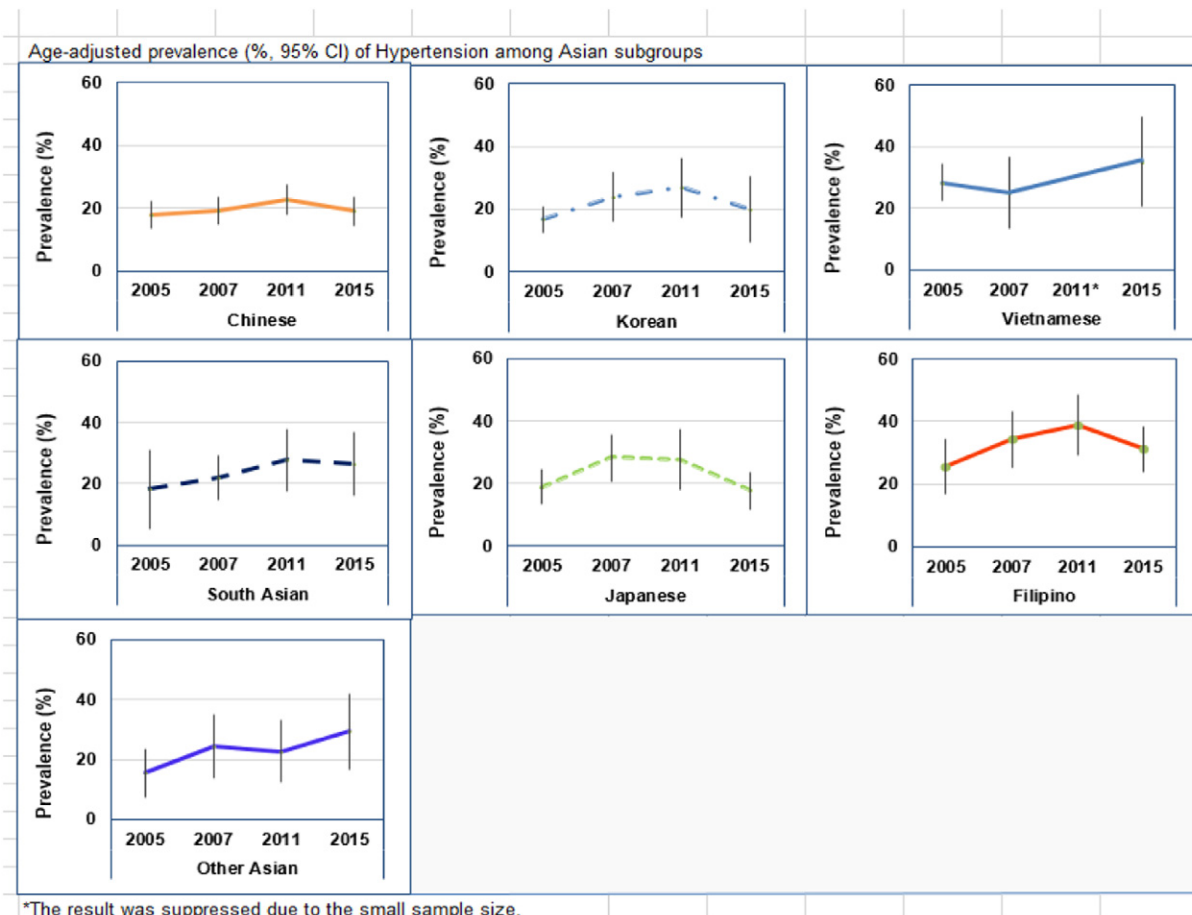 Age-adjusted prevalence (%, 95% CI) of Hypertension among Asian subgroups
Prevalence (%)
60
40
20
0
2005 2007 2011 2015
Chinese
Prevalence (%)
60
40
20
0
2005 2007 2011 2015
Korean
Prevalence (%)
60
40
20
0
2005 2007 2011* 2015
Vietnamese
Prevalence (%)
60
40
20
0
2005 2007 2011 2015
South Asian
Prevalence (%)
60
40
20
0
2005 2007 2011 2015
Japanese
Prevalence (%)
60
40
20
0
2005 2007 2011 2015
Filipino
Prevalence (%)
60
40
20
0
2005 2007 2011 2015
Other Asian
*The result was suppressed due to the small sample size.